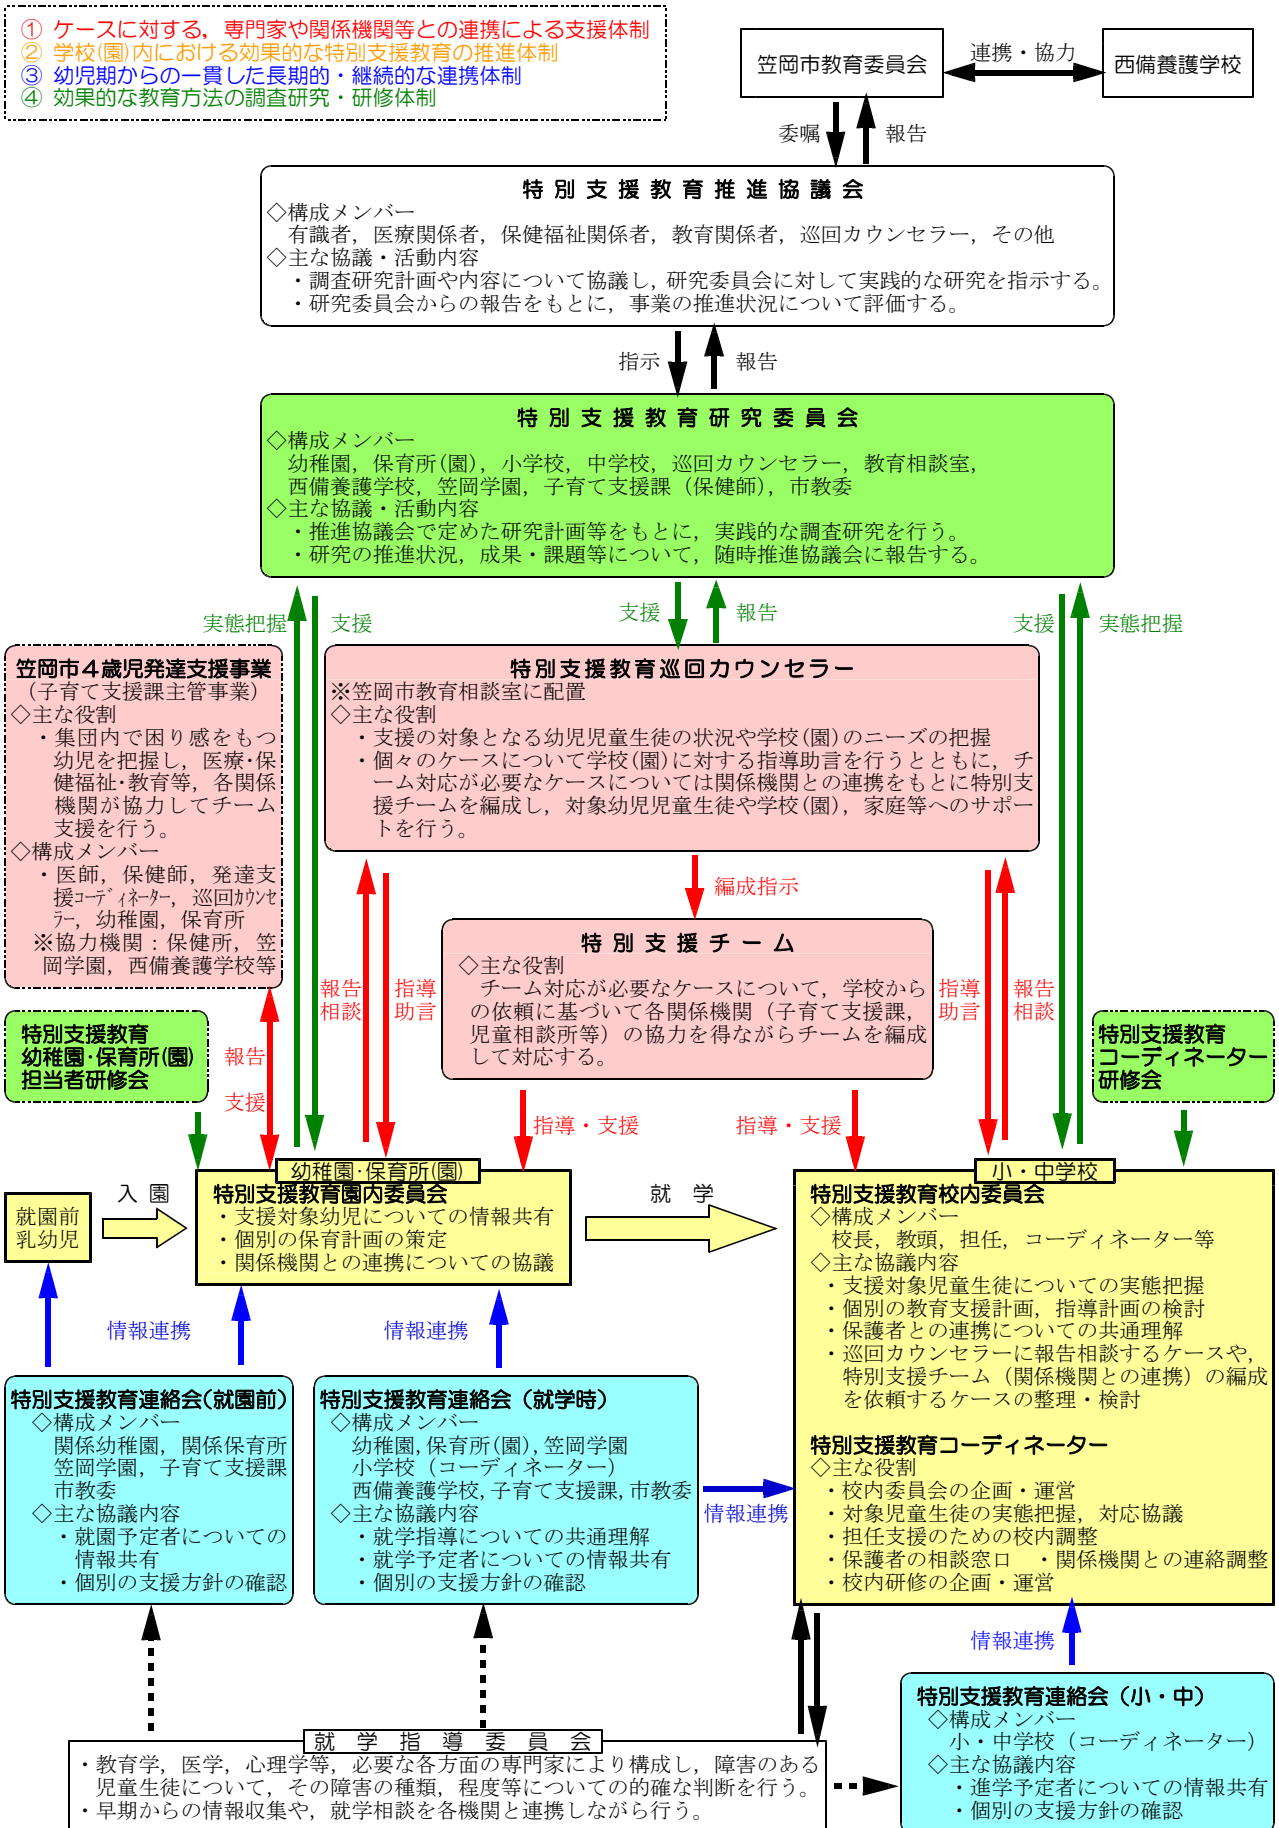 ① ケースに対する，専門家や関係機関等との連携による支援体制
② 学校(園)内における効果的な特別支援教育の推進体制
③ 幼児期からの一貫した長期的・継続的な連携体制
④ 効果的な教育方法の調査研究・研修体制
笠岡市教育委員会
連携・協力
西備養護学校
委嘱
報告
特別支援教育推進協議会
◇構成メンバー
有識者，医療関係者，保健福祉関係者，教育関係者，巡回カウンセラー，その他
◇主な協議・活動内容
・調査研究計画や内容について協議し，研究委員会に対して実践的な研究を指示する。
・研究委員会からの報告をもとに，事業の推進状況について評価する。
指示
報告
特別支援教育研究委員会
◇構成メンバー
幼稚園，保育所(園)，小学校，中学校，巡回カウンセラー，教育相談室，
西備養護学校，笠岡学園，子育て支援課（保健師），市教委
◇主な協議・活動内容
・推進協議会で定めた研究計画等をもとに，実践的な調査研究を行う。
・研究の推進状況，成果・課題等について，随時推進協議会に報告する。
実態把握
支援
支援
報告
支援
実態把握
笠岡市４歳児発達支援事業
（子育て支援課主管事業）
◇主な役割
・集団内で困り感をもつ
幼児を把握し，医療・保
健福祉・教育等，各関係
機関が協力してチーム
支援を行う。
◇構成メンバー
・医師，保健師，発達支
援ｺｰﾃﾞｨﾈｰﾀｰ，巡回ｶｳﾝｾ
ﾗｰ，幼稚園，保育所
※協力機関：保健所，笠
岡学園，西備養護学校等
特別支援教育巡回カウンセラー
※笠岡市教育相談室に配置
◇主な役割
・支援の対象となる幼児児童生徒の状況や学校(園)のニーズの把握
・個々のケースについて学校(園)に対する指導助言を行うとともに，チ
ーム対応が必要なケースについては関係機関との連携をもとに特別支
援チームを編成し，対象幼児児童生徒や学校(園)，家庭等へのサポー
トを行う。
編成指示
特別支援チーム
◇主な役割
チーム対応が必要なケースについて，学校から
の依頼に基づいて各関係機関（子育て支援課，
児童相談所等）の協力を得ながらチームを編成
して対応する。
報告
相談
指導
助言
指導
助言
報告
相談
特別支援教育
幼稚園・保育所(園)
担当者研修会
報告
支援
特別支援教育
コーディネーター
研修会
指導・支援
指導・支援
就園前
乳幼児
入園
幼稚園・保育所(園)
特別支援教育園内委員会
・支援対象幼児についての情報共有
・個別の保育計画の策定
・関係機関との連携についての協議
就学
小・中学校
特別支援教育校内委員会
◇構成メンバー
校長，教頭，担任，コーディネーター等
◇主な協議内容
・支援対象児童生徒についての実態把握
・個別の教育支援計画，指導計画の検討
・保護者との連携についての共通理解
・巡回カウンセラーに報告相談するケースや，
特別支援チーム（関係機関との連携）の編成
を依頼するケースの整理・検討
特別支援教育コーディネーター
◇主な役割
・校内委員会の企画・運営
・対象児童生徒の実態把握，対応協議
・担任支援のための校内調整
・保護者の相談窓口　・関係機関との連絡調整
・校内研修の企画・運営
情報連携
情報連携
特別支援教育連絡会（就園前）
◇構成メンバー
関係幼稚園，関係保育所
笠岡学園，子育て支援課
市教委
◇主な協議内容
・就園予定者についての
情報共有
・個別の支援方針の確認
特別支援教育連絡会（就学時）
◇構成メンバー
幼稚園,保育所(園),笠岡学園
小学校（コーディネーター）
西備養護学校,子育て支援課,市教委
◇主な協議内容
・就学指導についての共通理解
・就学予定者についての情報共有
・個別の支援方針の確認
情報連携
情報連携
就学指導委員会
・教育学，医学，心理学等，必要な各方面の専門家により構成し，障害のある
児童生徒について，その障害の種類，程度等についての的確な判断を行う。
・早期からの情報収集や，就学相談を各機関と連携しながら行う。
特別支援教育連絡会（小・中）
◇構成メンバー
小・中学校（コーディネーター）
◇主な協議内容
・進学予定者についての情報共有
・個別の支援方針の確認